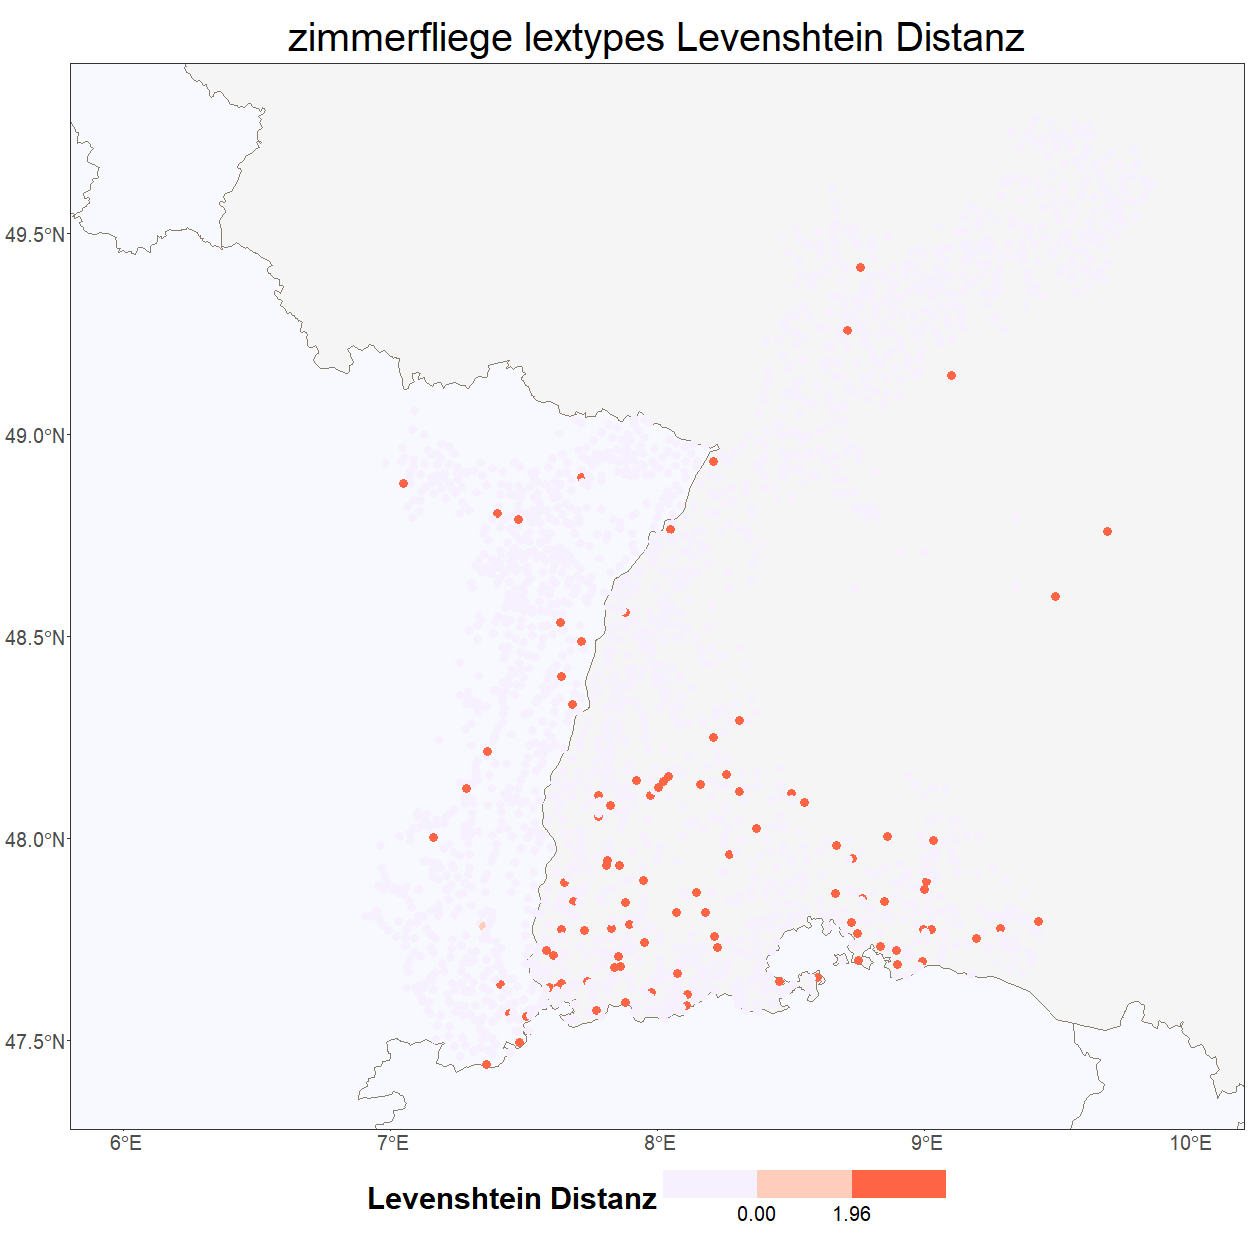 zimmerfliege lextypes Levenshtein Distanz
49.5°N
49.0°N
48.5°N
48.0°N
47.5°N
6°E 7°E 8°E 9°E 10°E
Levenshtein Distanz
0.00 1.96